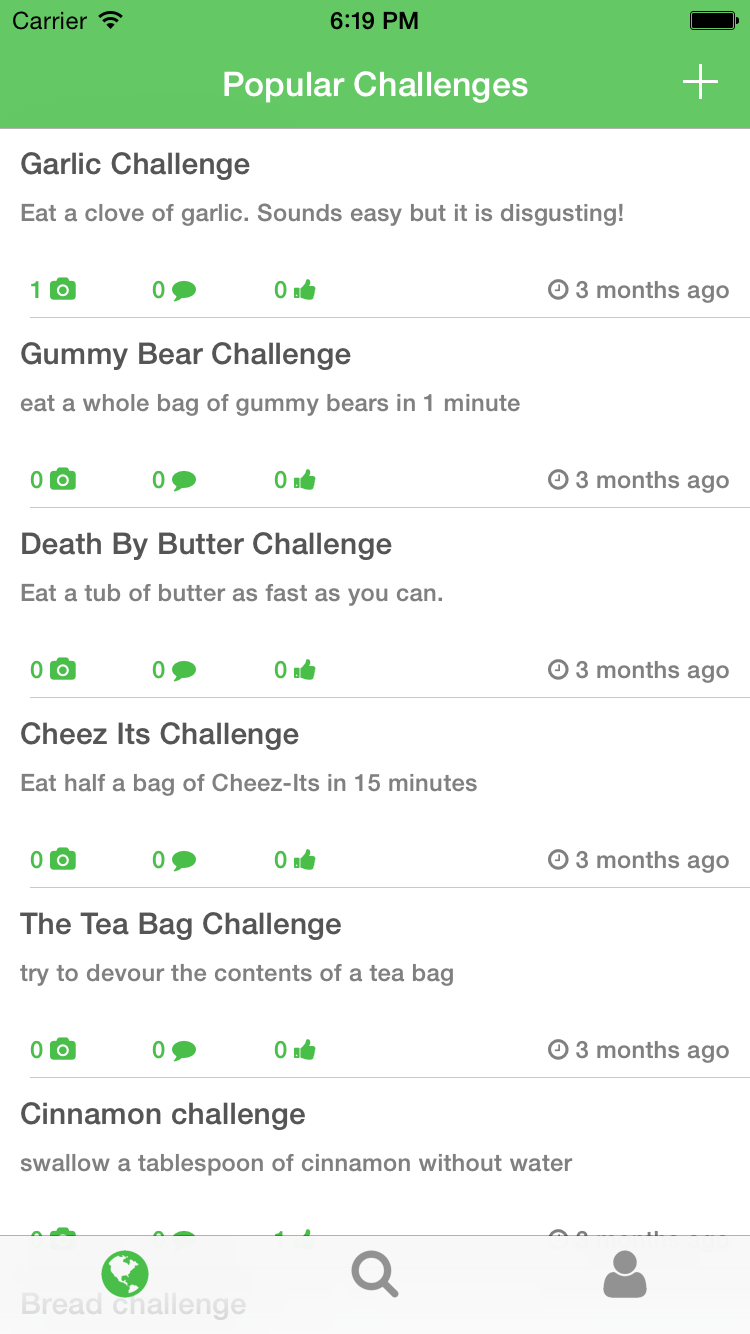 Carrier 6:19 PM
Popular Challenges
Garlic Challenge
Eat a clove of garlic. Sounds easy but it is disgusting!
1 0 0 3 months ago
Gummy Bear Challenge
eat a whole bag of gummy bears in 1 minute
0 0 0 3 months ago
Death By Butter Challenge
Eat a tub of butter as fast as you can.
0 0 0 3 months ago
Cheez Its Challenge
Eat half a bag of Cheez-Its in 15 minutes
0 0 0 3 months ago
The Tea Bag Challenge
try to devour the contents of a tea bag
0 0 0 3 months ago
Cinnamon challenge
swallow a tablespoon of cinnamon without water
months ago
Bread challenge